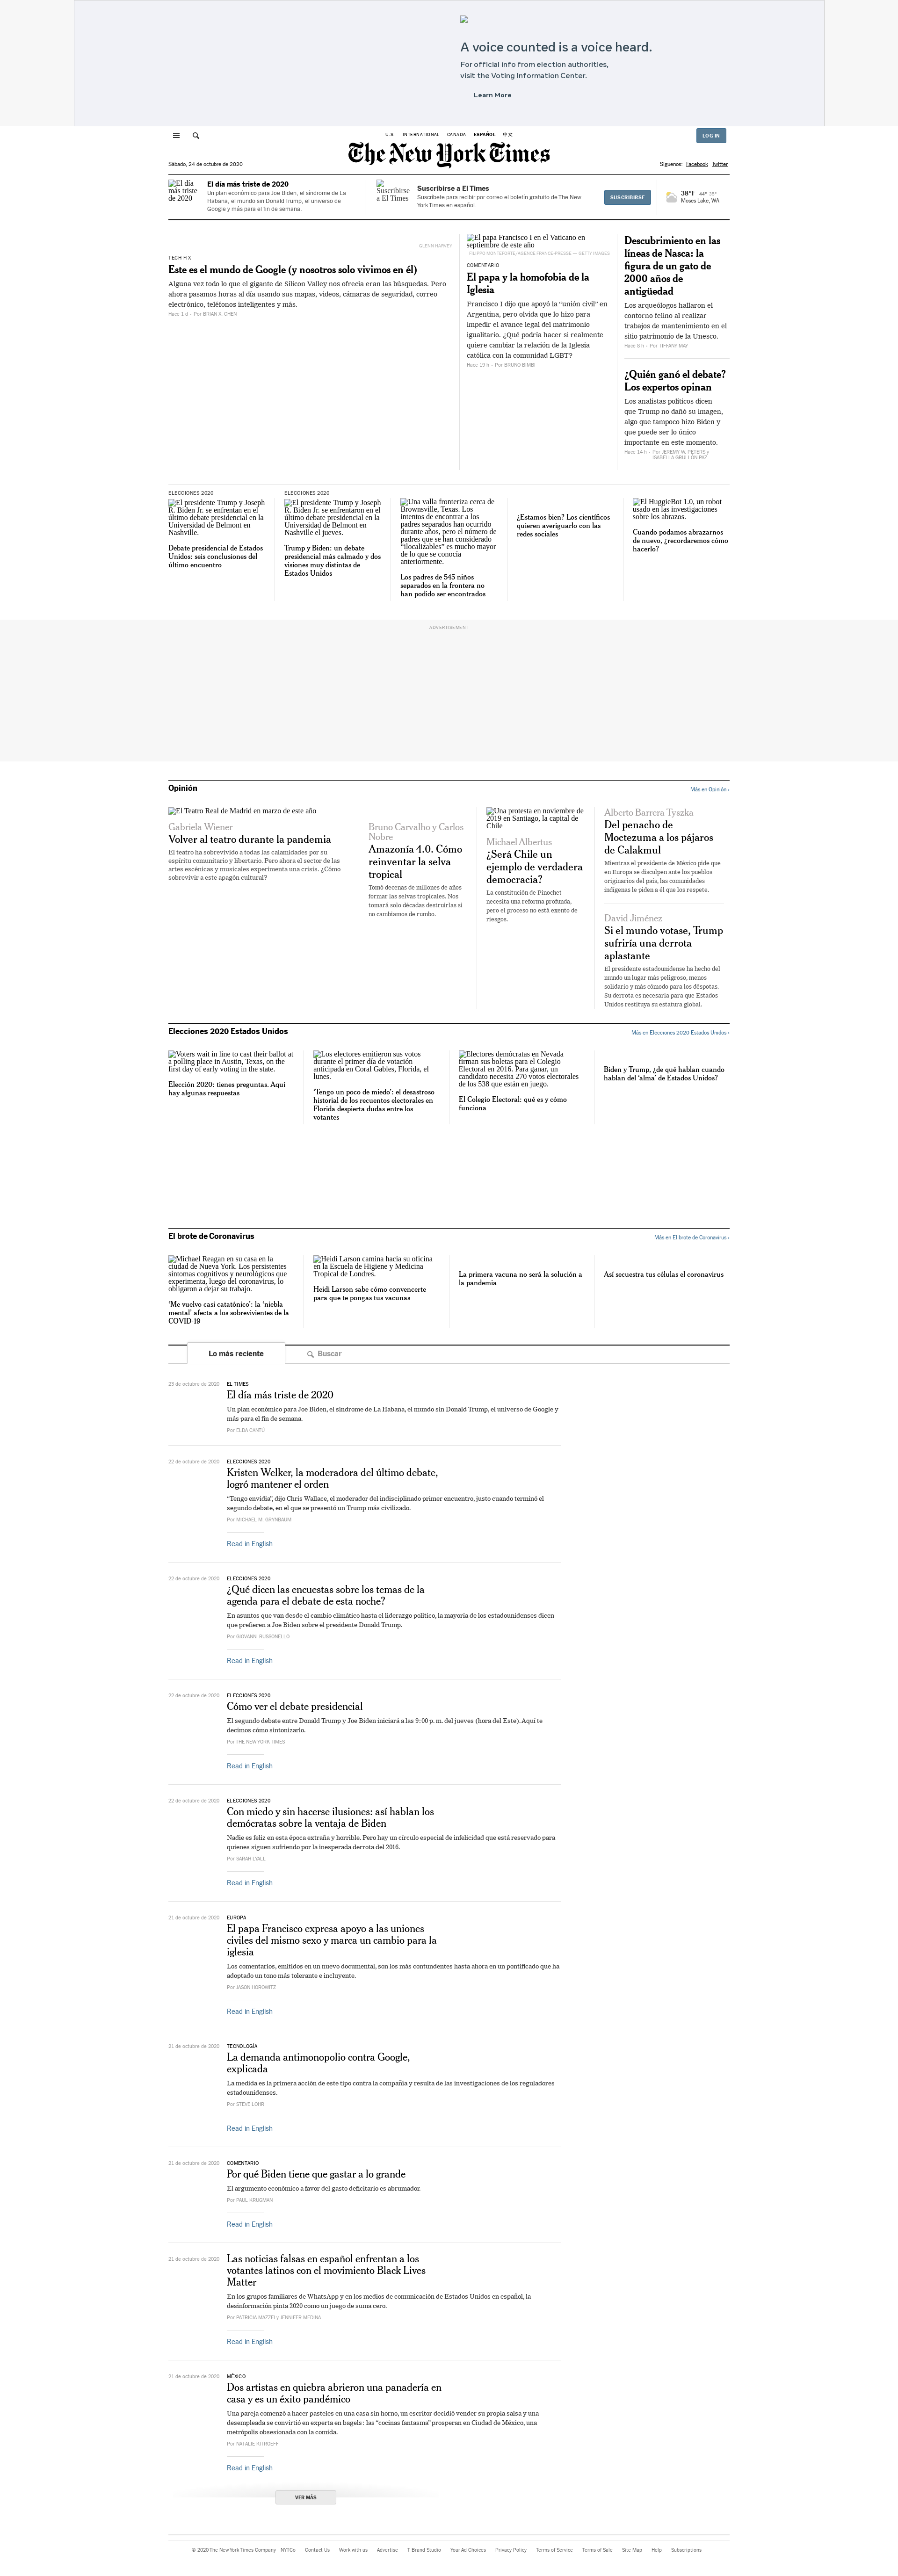 A voice counted is a voice heard.
For official info from election authorities,
visit the Voting Information Center.
Learn More
U.S. INTERNATIONAL CANADA ESPAÑOL 中文
LOG IN
The New York Times
Sábado, 24 de octubre de 2020
Síguenos: Facebook Twitter
El día más triste de 2020
El día más triste de 2020
Un plan económico para Joe Biden, el síndrome de La
Habana, el mundo sin Donald Trump, el universo de
Google y más para el fin de semana.
Suscribirse a El Times
Suscribirse a El Times
Suscríbete para recibir por correo el boletín gratuito de The New
York Times en español.
SUSCRIBIRSE
38°F 44° 35°
Moses Lake, WA
GLENN HARVEY
TECH FIX
Este es el mundo de Google (y nosotros solo vivimos en él)
Alguna vez todo lo que el gigante de Silicon Valley nos ofrecía eran las búsquedas. Pero
ahora pasamos horas al día usando sus mapas, videos, cámaras de seguridad, correo
electrónico, teléfonos inteligentes y más.
Hace 1 d – Por BRIAN X. CHEN
El papa Francisco I en el Vaticano en
septiembre de este año
FILIPPO MONTEFORTE/AGENCE FRANCE-PRESSE — GETTY IMAGES
COMENTARIO
El papa y la homofobia de la
Iglesia
Francisco I dijo que apoyó la “unión civil” en
Argentina, pero olvida que lo hizo para
impedir el avance legal del matrimonio
igualitario. ¿Qué podría hacer si realmente
quiere cambiar la relación de la Iglesia
católica con la comunidad LGBT?
Hace 19 h – Por BRUNO BIMBI
Descubrimiento en las
líneas de Nasca: la
figura de un gato de
2000 años de
antigüedad
Los arqueólogos hallaron el
contorno felino al realizar
trabajos de mantenimiento en el
sitio patrimonio de la Unesco.
Hace 8 h – Por TIFFANY MAY
¿Quién ganó el debate?
Los expertos opinan
Los analistas políticos dicen
que Trump no dañó su imagen,
algo que tampoco hizo Biden y
que puede ser lo único
importante en este momento.
Hace 14 h – Por JEREMY W. PETERS y
ISABELLA GRULLÓN PAZ
ELECCIONES 2020
El presidente Trump y Joseph
R. Biden Jr. se enfrentan en el
último debate presidencial en la
Universidad de Belmont en
Nashville.
Debate presidencial de Estados
Unidos: seis conclusiones del
último encuentro
ELECCIONES 2020
El presidente Trump y Joseph
R. Biden Jr. se enfrentaron en el
último debate presidencial en la
Universidad de Belmont en
Nashville el jueves.
Trump y Biden: un debate
presidencial más calmado y dos
visiones muy distintas de
Estados Unidos
Una valla fronteriza cerca de
Brownsville, Texas. Los
intentos de encontrar a los
padres separados han ocurrido
durante años, pero el número de
padres que se han considerado
“ilocalizables” es mucho mayor
de lo que se conocía
anteriormente.
Los padres de 545 niños
separados en la frontera no
han podido ser encontrados
¿Estamos bien? Los científicos
quieren averiguarlo con las
redes sociales
El HuggieBot 1.0, un robot
usado en las investigaciones
sobre los abrazos.
Cuando podamos abrazarnos
de nuevo, ¿recordaremos cómo
hacerlo?
ADVERTISEMENT
Opinión
Más en Opinión ›
El Teatro Real de Madrid en marzo de este año
Gabriela Wiener
Volver al teatro durante la pandemia
El teatro ha sobrevivido a todas las calamidades por su
espíritu comunitario y libertario. Pero ahora el sector de las
artes escénicas y musicales experimenta una crisis. ¿Cómo
sobrevivir a este apagón cultural?
Bruno Carvalho y Carlos
Nobre
Amazonía 4.0. Cómo
reinventar la selva
tropical
Tomó decenas de millones de años
formar las selvas tropicales. Nos
tomará solo décadas destruirlas si
no cambiamos de rumbo.
Una protesta en noviembre de
2019 en Santiago, la capital de
Chile
Michael Albertus
¿Será Chile un
ejemplo de verdadera
democracia?
La constitución de Pinochet
necesita una reforma profunda,
pero el proceso no está exento de
riesgos.
Alberto Barrera Tyszka
Del penacho de
Moctezuma a los pájaros
de Calakmul
Mientras el presidente de México pide que
en Europa se disculpen ante los pueblos
originarios del país, las comunidades
indígenas le piden a él que los respete.
David Jiménez
Si el mundo votase, Trump
sufriría una derrota
aplastante
El presidente estadounidense ha hecho del
mundo un lugar más peligroso, menos
solidario y más cómodo para los déspotas.
Su derrota es necesaria para que Estados
Unidos restituya su estatura global.
Elecciones 2020 Estados Unidos
Más en Elecciones 2020 Estados Unidos ›
Voters wait in line to cast their ballot at
a polling place in Austin, Texas, on the
first day of early voting in the state.
Elección 2020: tienes preguntas. Aquí
hay algunas respuestas
Los electores emitieron sus votos
durante el primer día de votación
anticipada en Coral Gables, Florida, el
lunes.
‘Tengo un poco de miedo’: el desastroso
historial de los recuentos electorales en
Florida despierta dudas entre los
votantes
Electores demócratas en Nevada
firman sus boletas para el Colegio
Electoral en 2016. Para ganar, un
candidato necesita 270 votos electorales
de los 538 que están en juego.
El Colegio Electoral: qué es y cómo
funciona
Biden y Trump, ¿de qué hablan cuando
hablan del ‘alma’ de Estados Unidos?
El brote de Coronavirus
Más en El brote de Coronavirus ›
Michael Reagan en su casa en la
ciudad de Nueva York. Los persistentes
síntomas cognitivos y neurológicos que
experimenta, luego del coronavirus, lo
obligaron a dejar su trabajo.
‘Me vuelvo casi catatónico’: la ‘niebla
mental’ afecta a los sobrevivientes de la
COVID-19
Heidi Larson camina hacia su oficina
en la Escuela de Higiene y Medicina
Tropical de Londres.
Heidi Larson sabe cómo convencerte
para que te pongas tus vacunas
La primera vacuna no será la solución a
la pandemia
Así secuestra tus células el coronavirus
Lo más reciente
Buscar
23 de octubre de 2020
EL TIMES
El día más triste de 2020
Un plan económico para Joe Biden, el síndrome de La Habana, el mundo sin Donald Trump, el universo de Google y
más para el fin de semana.
Por ELDA CANTÚ
22 de octubre de 2020
ELECCIONES 2020
Kristen Welker, la moderadora del último debate,
logró mantener el orden
“Tengo envidia”, dijo Chris Wallace, el moderador del indisciplinado primer encuentro, justo cuando terminó el
segundo debate, en el que se presentó un Trump más civilizado.
Por MICHAEL M. GRYNBAUM
Read in English
22 de octubre de 2020
ELECCIONES 2020
¿Qué dicen las encuestas sobre los temas de la
agenda para el debate de esta noche?
En asuntos que van desde el cambio climático hasta el liderazgo político, la mayoría de los estadounidenses dicen
que prefieren a Joe Biden sobre el presidente Donald Trump.
Por GIOVANNI RUSSONELLO
Read in English
22 de octubre de 2020
ELECCIONES 2020
Cómo ver el debate presidencial
El segundo debate entre Donald Trump y Joe Biden iniciará a las 9:00 p. m. del jueves (hora del Este). Aquí te
decimos cómo sintonizarlo.
Por THE NEW YORK TIMES
Read in English
22 de octubre de 2020
ELECCIONES 2020
Con miedo y sin hacerse ilusiones: así hablan los
demócratas sobre la ventaja de Biden
Nadie es feliz en esta época extraña y horrible. Pero hay un círculo especial de infelicidad que está reservado para
quienes siguen sufriendo por la inesperada derrota del 2016.
Por SARAH LYALL
Read in English
21 de octubre de 2020
EUROPA
El papa Francisco expresa apoyo a las uniones
civiles del mismo sexo y marca un cambio para la
iglesia
Los comentarios, emitidos en un nuevo documental, son los más contundentes hasta ahora en un pontificado que ha
adoptado un tono más tolerante e incluyente.
Por JASON HOROWITZ
Read in English
21 de octubre de 2020
TECNOLOGÍA
La demanda antimonopolio contra Google,
explicada
La medida es la primera acción de este tipo contra la compañía y resulta de las investigaciones de los reguladores
estadounidenses.
Por STEVE LOHR
Read in English
21 de octubre de 2020
COMENTARIO
Por qué Biden tiene que gastar a lo grande
El argumento económico a favor del gasto deficitario es abrumador.
Por PAUL KRUGMAN
Read in English
21 de octubre de 2020
Las noticias falsas en español enfrentan a los
votantes latinos con el movimiento Black Lives
Matter
En los grupos familiares de WhatsApp y en los medios de comunicación de Estados Unidos en español, la
desinformación pinta 2020 como un juego de suma cero.
Por PATRICIA MAZZEI y JENNIFER MEDINA
Read in English
21 de octubre de 2020
MÉXICO
Dos artistas en quiebra abrieron una panadería en
casa y es un éxito pandémico
Una pareja comenzó a hacer pasteles en una casa sin horno, un escritor decidió vender su propia salsa y una
desempleada se convirtió en experta en bagels: las “cocinas fantasma” prosperan en Ciudad de México, una
metrópolis obsesionada con la comida.
Por NATALIE KITROEFF
Read in English
VER MÁS
© 2020 The New York Times Company NYTCo Contact Us Work with us Advertise T Brand Studio Your Ad Choices Privacy Policy Terms of Service Terms of Sale Site Map Help Subscriptions